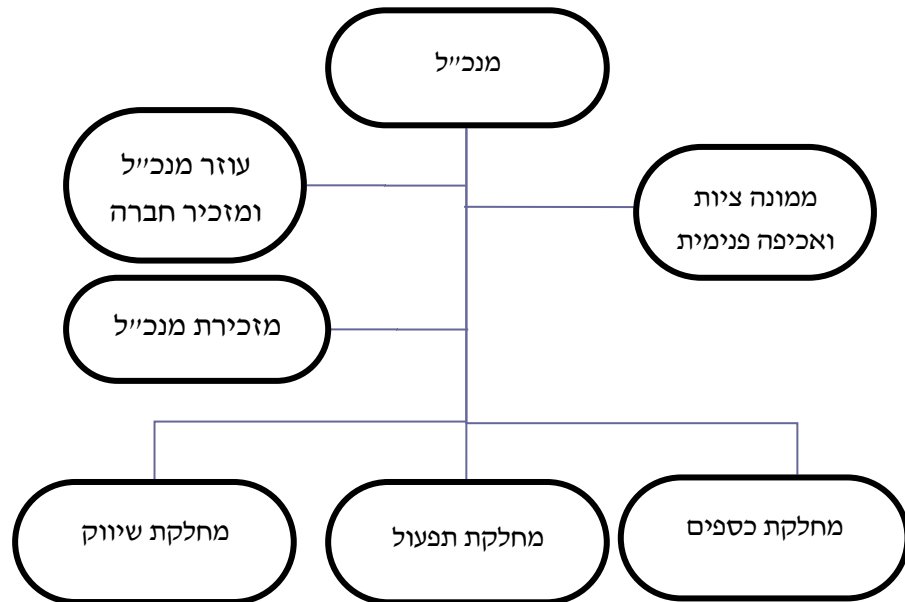 מנכ״ל
עוזר מנכ״ל
ומזכיר חברה
ממונה ציות
ואכיפה פנימית
מזכירת מנכ״ל
מחלקת כספים
מחלקת תפעול
מחלקת שיווק